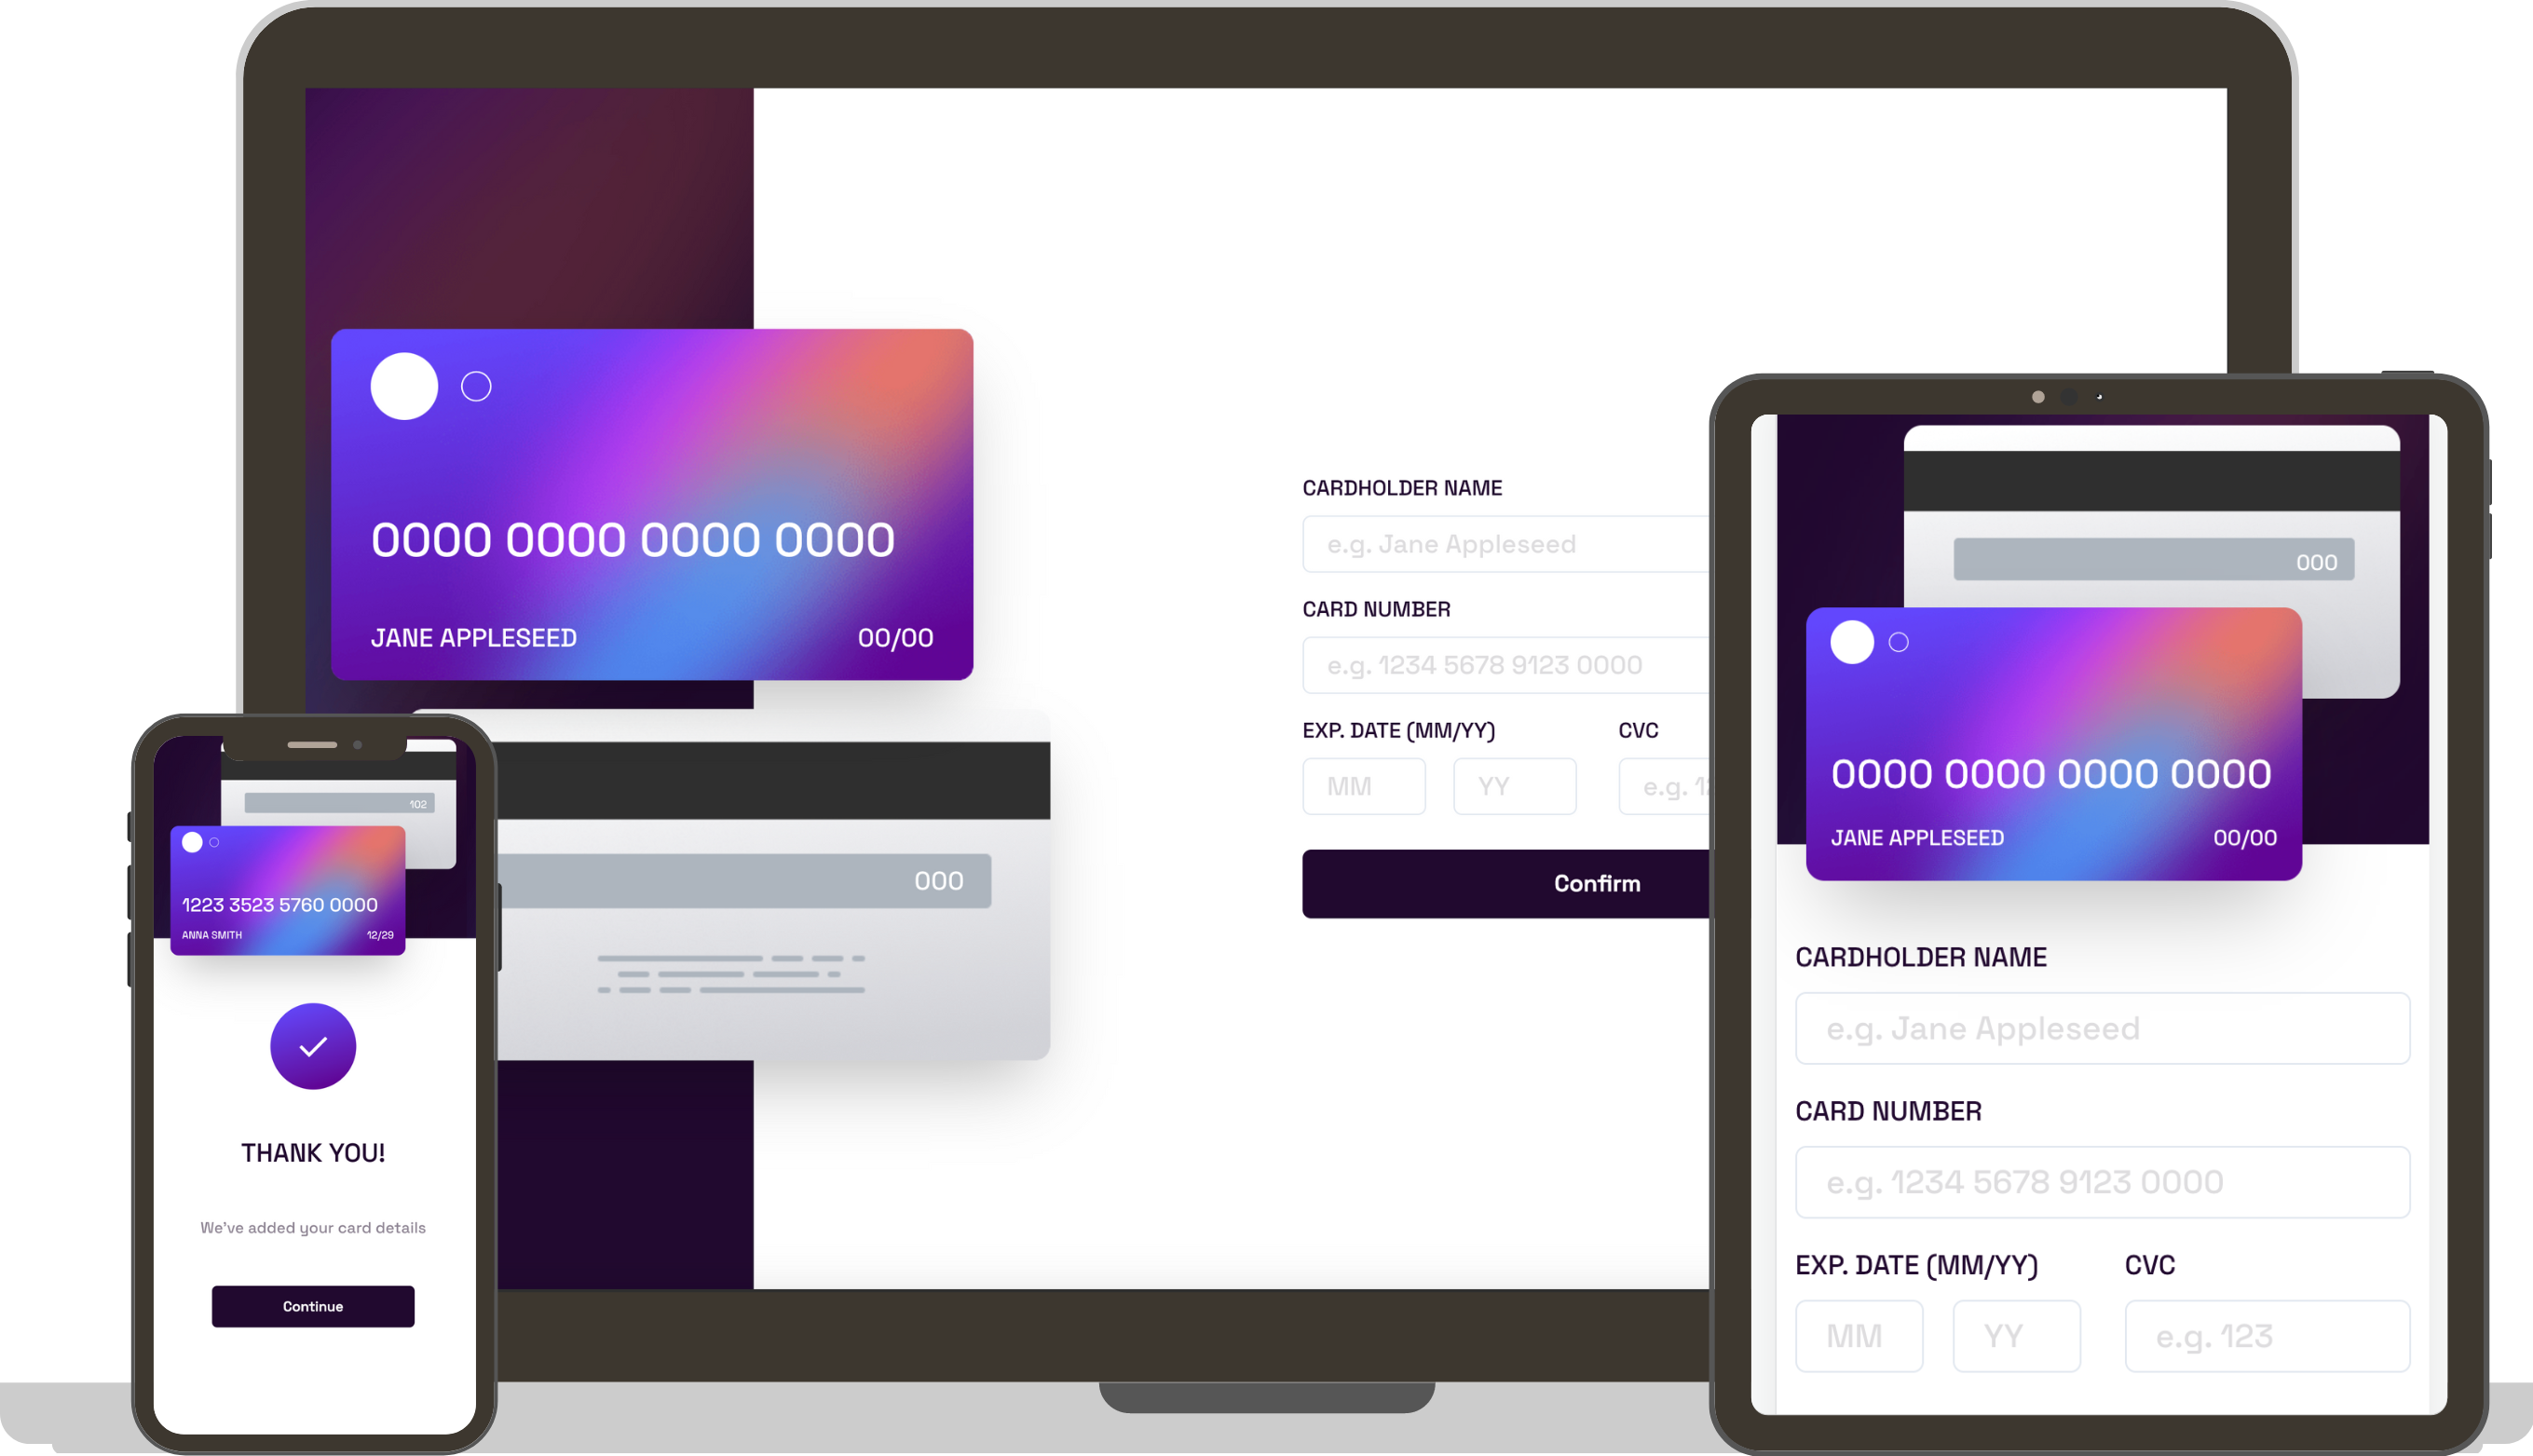 0000 0000 0000 0000
JANE APPLESEED 00/00
000
CARDHOLDER NAME
e.g. Jane Appleseed
CARD NUMBER
e.g. 1234 5678 9123 0000
EXP. DATE (MM/YY) CVC
MM YY e.g. 12
Confirm
102
1223 3523 5760 0000
ANNA SMITH 12/29
THANK YOU!
We've added your card details
Continue
000
0000 0000 0000 0000
JANE APPLESEED 00/00
CARDHOLDER NAME
e.g. Jane Appleseed
CARD NUMBER
e.g. 1234 5678 9123 0000
EXP. DATE (MM/YY) CVC
MM YY e.g. 123